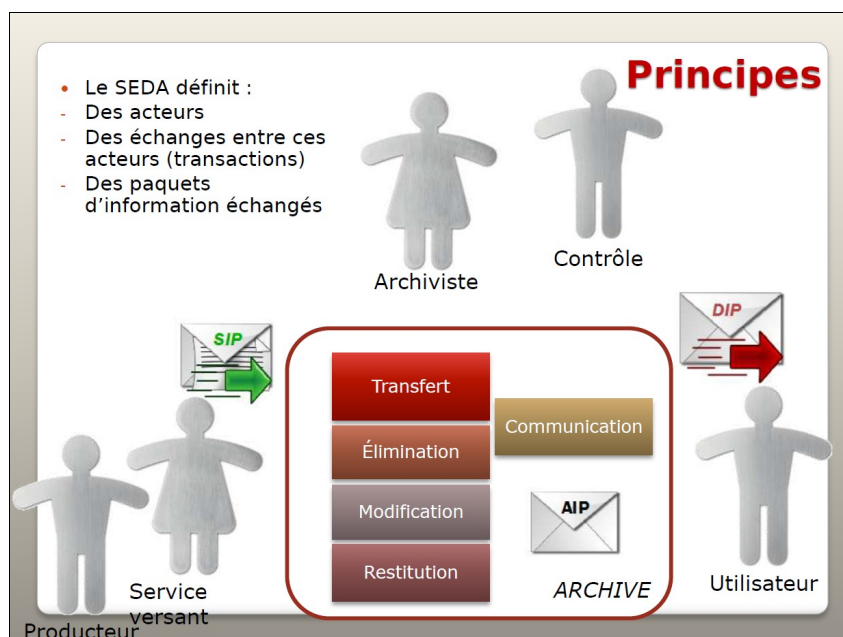 Principes
• Le SEDA définit :
- Des acteurs
- Des échanges entre ces
acteurs (transactions)
- Des paquets
d’information échangés
Archiviste
Contrôle
SIP
DIP
Transfert
Communication
Élimination
Modification
AIP
Restitution
ARCHIVE
Utilisateur
Service
versant
Producteur